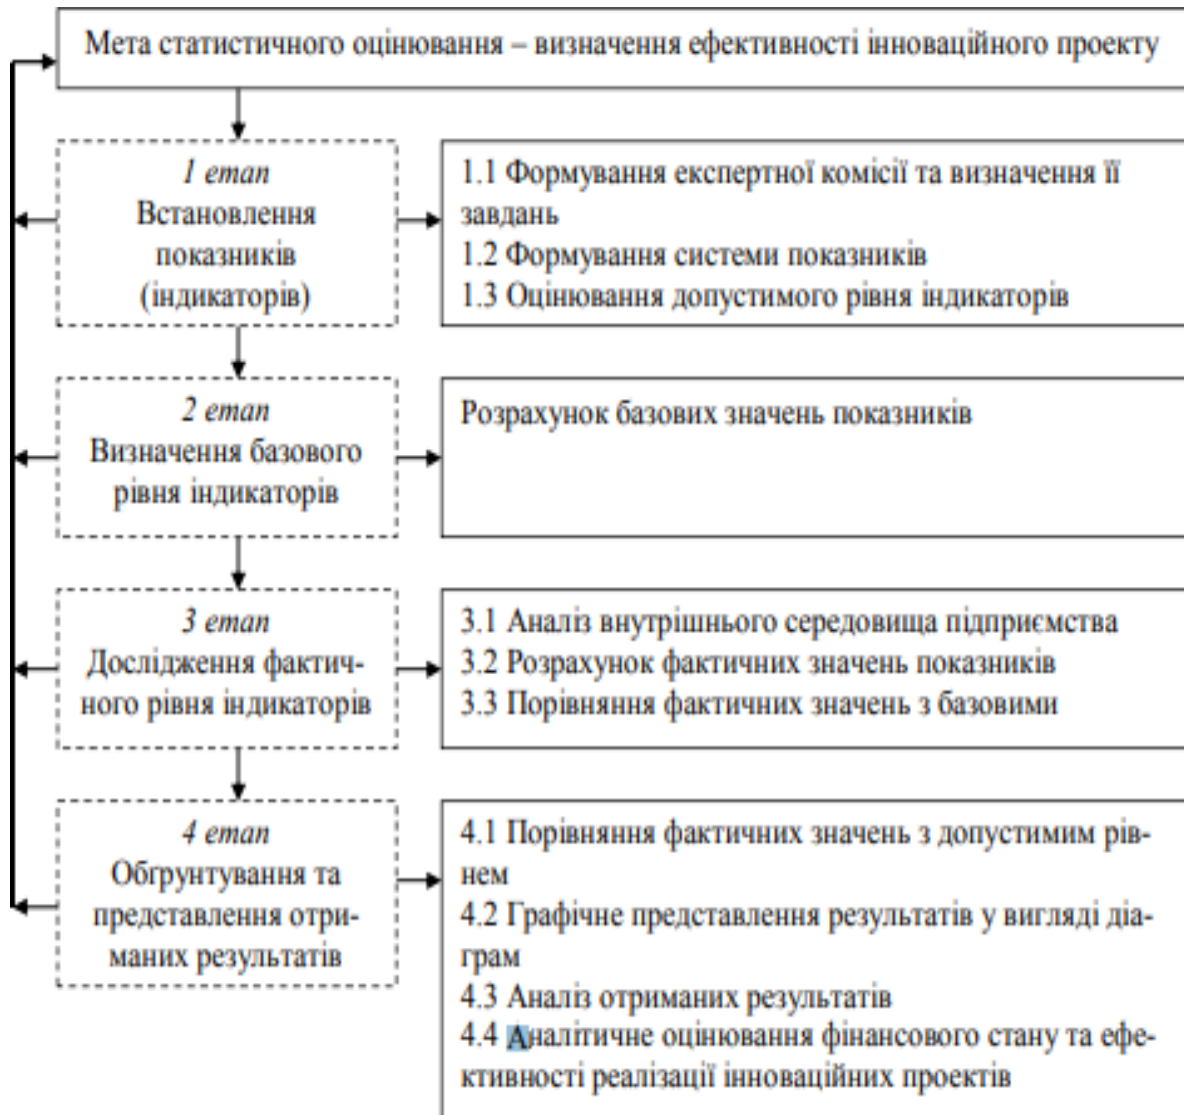 Мета статистичного оцінювання – визначення ефективності інноваційного проекту
1 етап
Встановлення
показників
(індикаторів)
1.1 Формування експертної комісії та визначення її
завдань
1.2 Формування системи показників
1.3 Оцінювання допустимого рівня індикаторів
2 етап
Визначення базового
рівня індикаторів
Розрахунок базових значень показників
3 етап
Дослідження фактич-
ного рівня індикаторів
3.1 Аналіз внутрішнього середовища підприємства
3.2 Розрахунок фактичних значень показників
3.3 Порівняння фактичних значень з базовими
4 етап
Обґрунтування та
представлення отри-
маних результатів
4.1 Порівняння фактичних значень з допустимим рів-
нем
4.2 Графічне представлення результатів у вигляді діа-
грам
4.3 Аналіз отриманих результатів
4.4 Аналітичне оцінювання фінансового стану та ефе-
ктивності реалізації інноваційних проектів